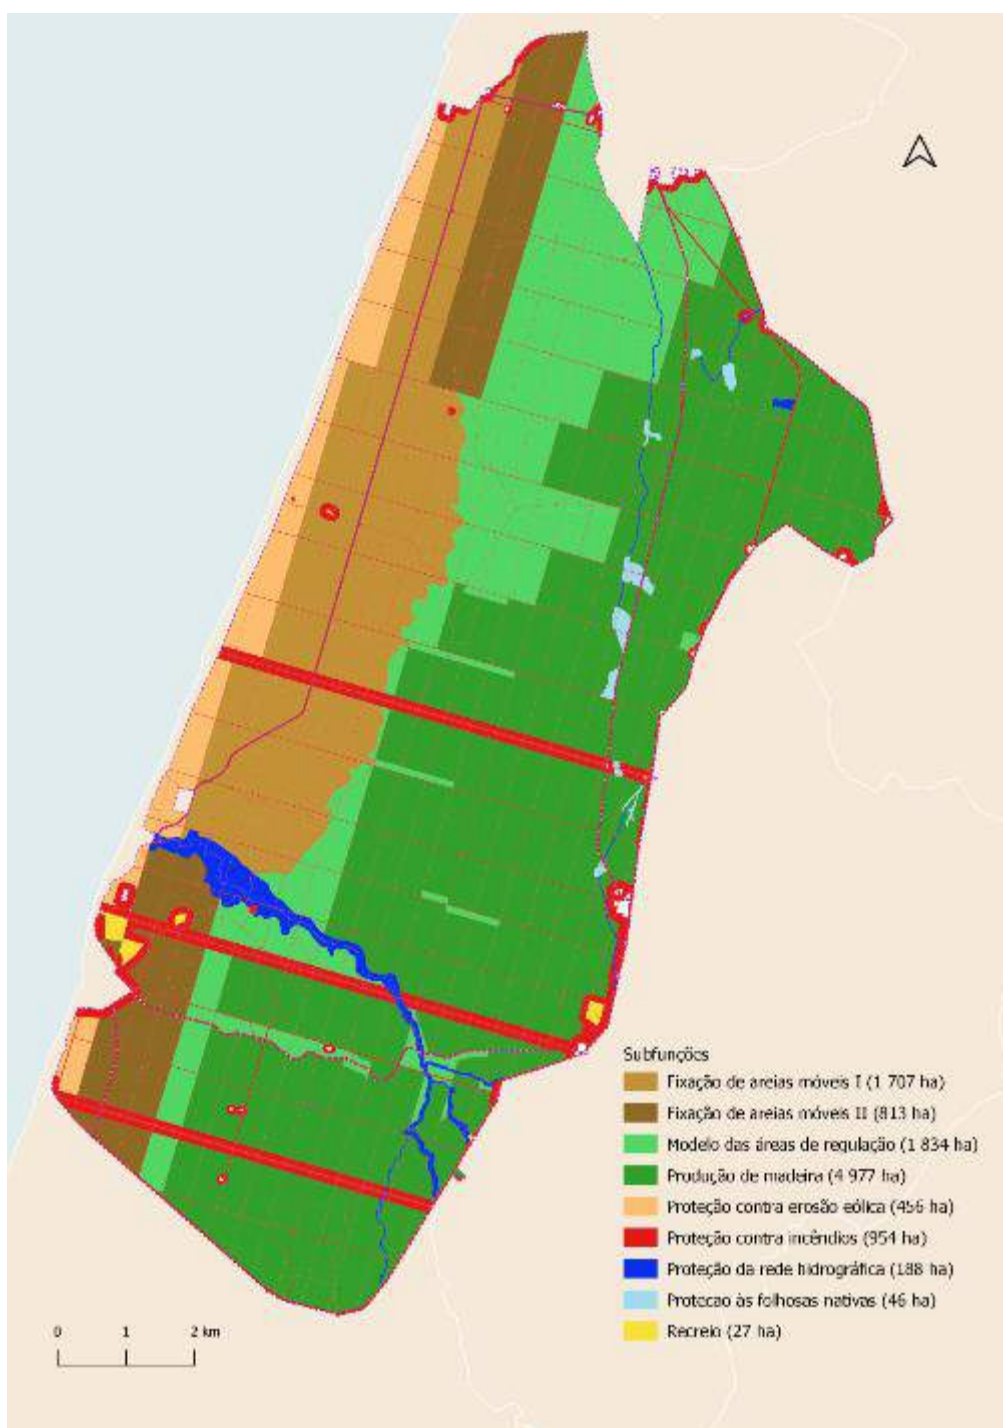 Subfunções
Fixação de areias móveis I (1 707 ha)
Fixação de areias móveis II (813 ha)
Modelo das áreas de regulação (1 834 ha)
Produção de madeira (4 977 ha)
Proteção contra erosão eólica (456 ha)
Proteção contra incêndios (954 ha)
Proteção da rede hidrográfica (188 ha)
Protecao às folhosas nativas (46 ha)
Recreio (27 ha)
0 1 2 km